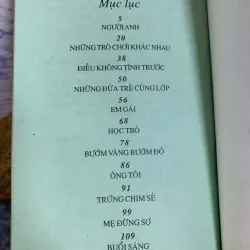 Mục lục
5
NGƯỜI ANH
20
NHỮNG TRÒ CHƠI KHÁC NHAU
38
ĐIỀU KHÔNG TÍNH TRƯỚC
50
NHỮNG ĐỨA TRẺ CÙNG LỚP
56
EM GÁI
68
HỌC TRÒ
78
BƯỚM VÀNG BƯỚM ĐỎ
86
ÔNG TÔI
91
TRỨNG CHIM SẺ
99
MẸ ĐỪNG SỢ
109
BUỔI SÁNG